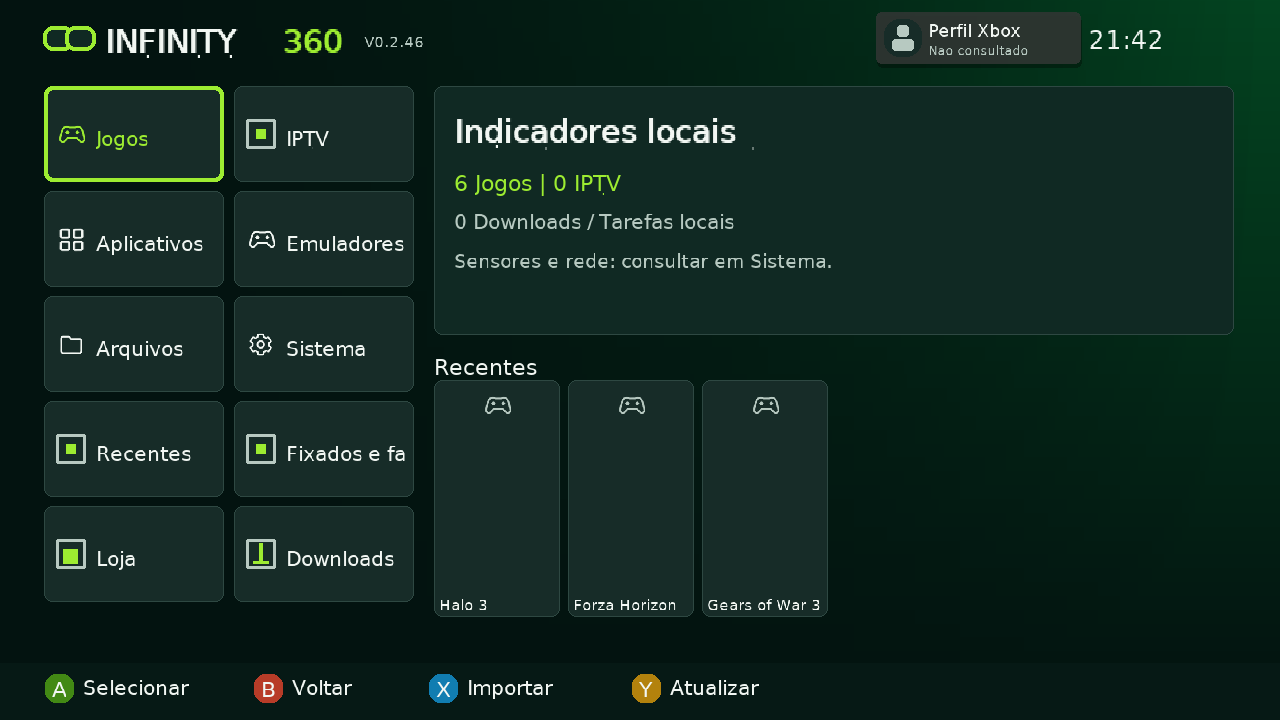 INFINITY 360 V0.2.46
Perfil Xbox
Nao consultado
21:42
Jogos
IPTV
Aplicativos
Emuladores
Arquivos
Sistema
Recentes
Fixados e fa
Loja
Downloads
Indicadores locais
6 Jogos | 0 IPTV
0 Downloads / Tarefas locais
Sensores e rede: consultar em Sistema.
Recentes
Halo 3
Forza Horizon
Gears of War 3
A Selecionar
B Voltar
X Importar
Y Atualizar